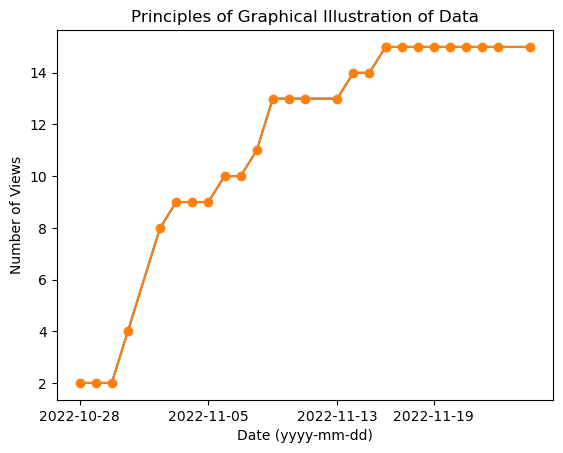 Principles of Graphical Illustration of Data
14
12
10
8
6
4
2
Number of Views
2022-10-28 2022-11-05 2022-11-13 2022-11-19
Date (yyyy-mm-dd)